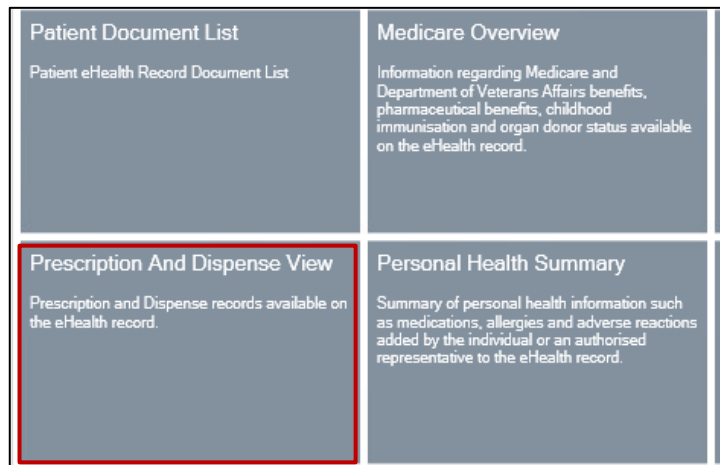 Patient Document List
Patient eHealth Record Document List
Medicare Overview
Information regarding Medicare and
Department of Veterans Affairs benefits,
pharmaceutical benefits, childhood
immunisation and organ donor status available
on the eHealth record.
Prescription And Dispense View
Prescription and Dispense records available on
the eHealth record.
Personal Health Summary
Summary of personal health information such
as medications, allergies and adverse reactions
added by the individual or an authorised
representative to the eHealth record.